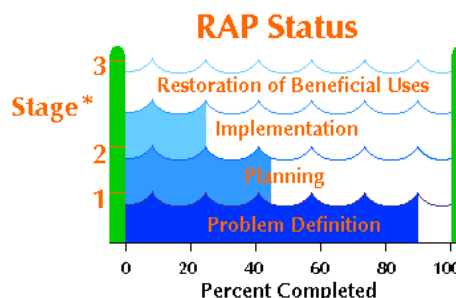 RAP Status
3
Restoration of Beneficial Uses
Stage*
Implementation
2
Planning
1
Problem Definition
0 20 40 60 80 100
Percent Completed